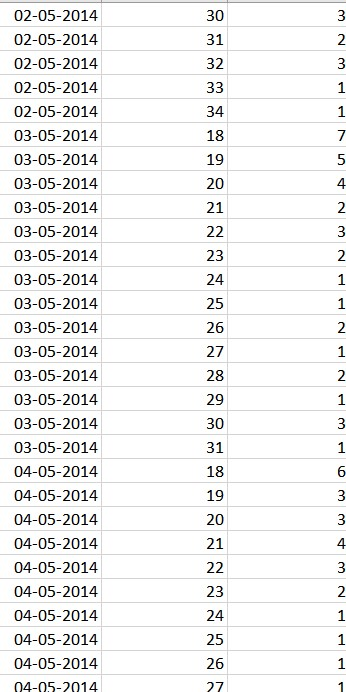 02-05-2014 30 3
02-05-2014 31 2
02-05-2014 32 3
02-05-2014 33 1
02-05-2014 34 1
03-05-2014 18 7
03-05-2014 19 5
03-05-2014 20 4
03-05-2014 21 2
03-05-2014 22 3
03-05-2014 23 2
03-05-2014 24 1
03-05-2014 25 1
03-05-2014 26 2
03-05-2014 27 1
03-05-2014 28 2
03-05-2014 29 1
03-05-2014 30 3
03-05-2014 31 1
04-05-2014 18 6
04-05-2014 19 3
04-05-2014 20 3
04-05-2014 21 4
04-05-2014 22 3
04-05-2014 23 2
04-05-2014 24 1
04-05-2014 25 1
04-05-2014 26 1
04-05-2014 27 1